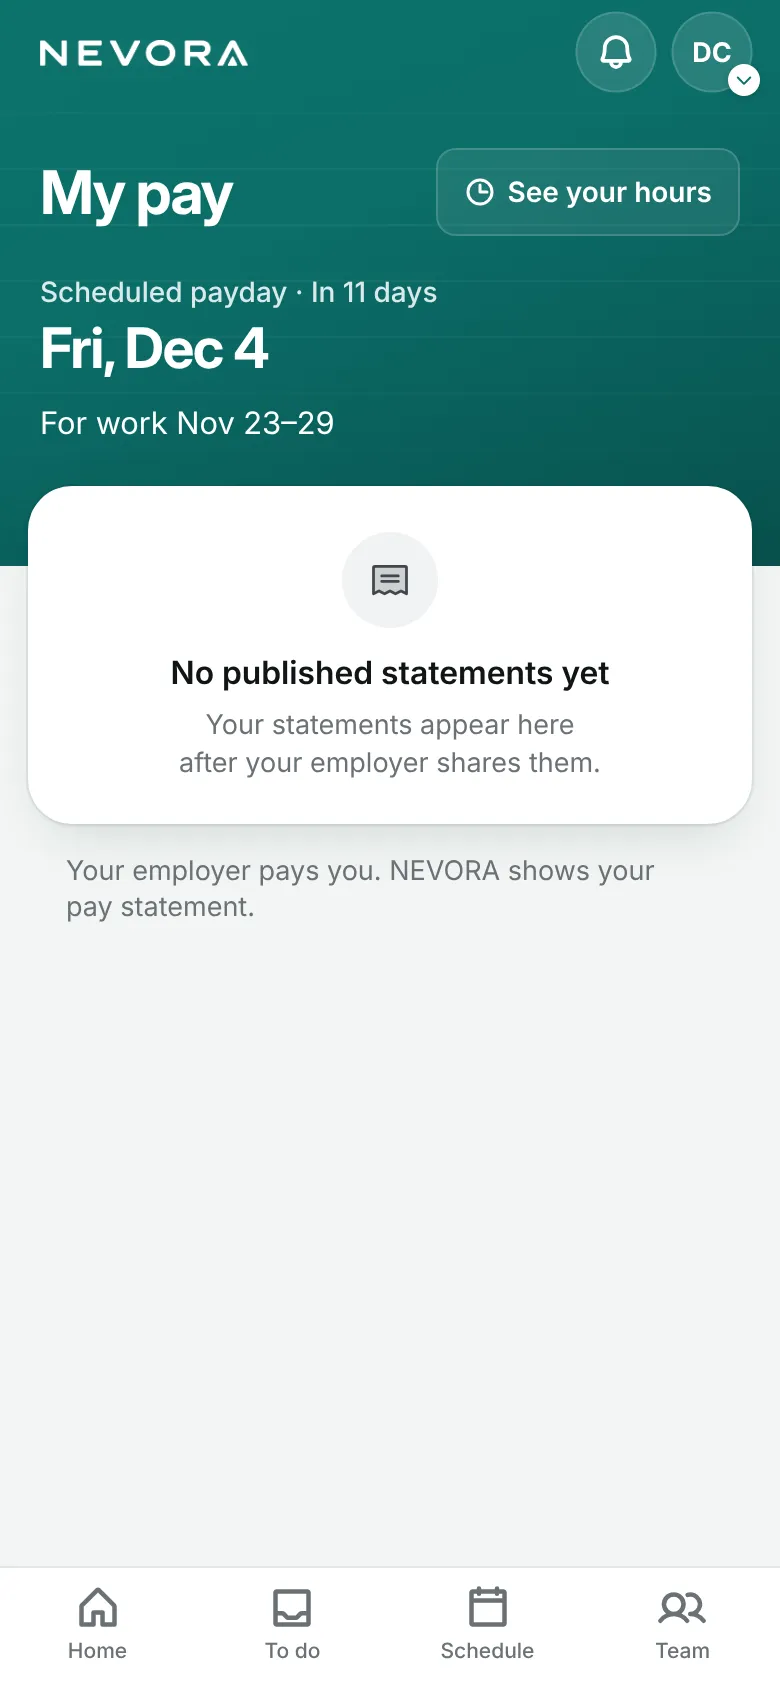 NEVORA
DC
My pay
See your hours
Scheduled payday · In 11 days
Fri, Dec 4
For work Nov 23–29
No published statements yet
Your statements appear here
after your employer shares them.
Your employer pays you. NEVORA shows your
pay statement.
Home
To do
Schedule
Team